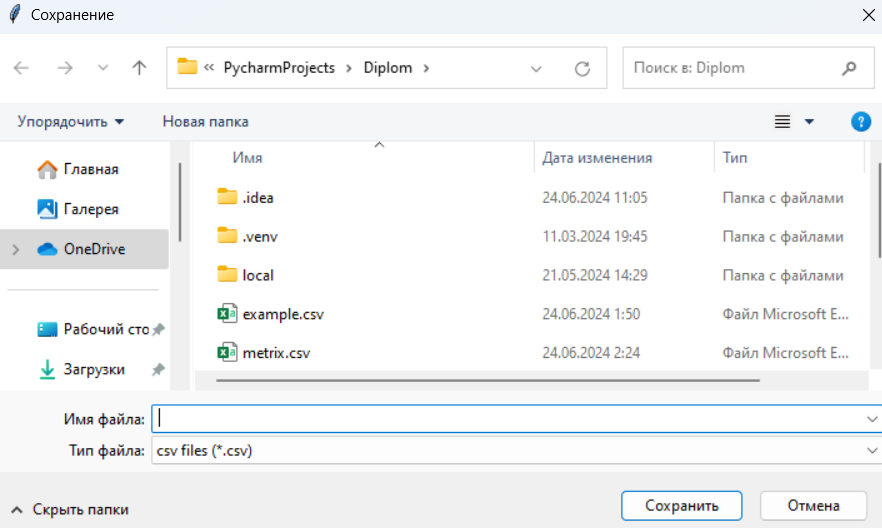 Сохранение
« PycharmProjects › Diplom ›
Поиск в: Diplom
Упорядочить Новая папка
?
Главная
Галерея
OneDrive
Рабочий сто
Загрузки
Имя Дата изменения Тип
.idea 24.06.2024 11:05 Папка с файлами
.venv 11.03.2024 19:45 Папка с файлами
local 21.05.2024 14:29 Папка с файлами
example.csv 24.06.2024 1:50 Файл Microsoft E...
metrix.csv 24.06.2024 2:24 Файл Microsoft E...
Имя файла:
Тип файла: csv files (*.csv)
Скрыть папки
Сохранить Отмена